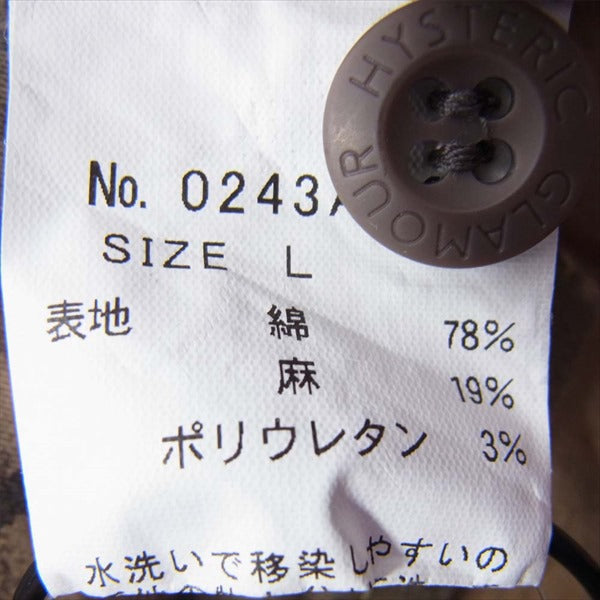 HYSTERIC GLAMOUR
No. 0243A
SIZE L
表地 綿 78%
麻 19%
ポリウレタン 3%
水洗いで移染しやすいの